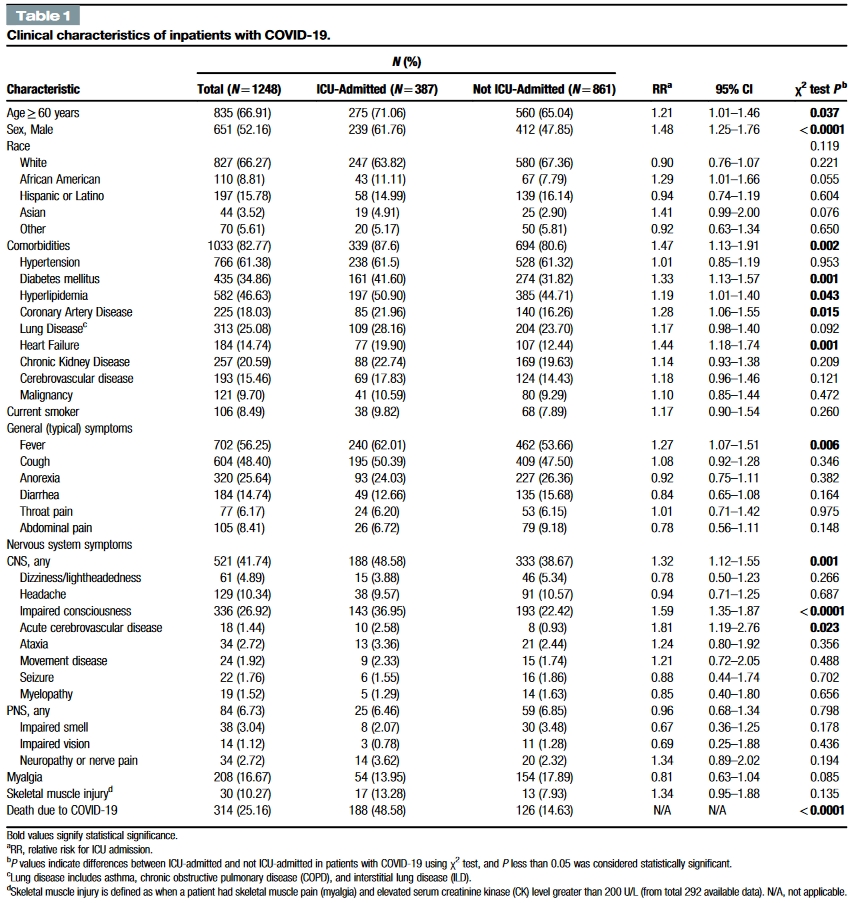 Table 1
Clinical characteristics of inpatients with COVID-19.
N (%)
Characteristic Total (N=1248) ICU-Admitted (N=387) Not ICU-Admitted (N=861) RRa 95% CI χ2 test Pb
Age ≥ 60 years 835 (66.91) 275 (71.06) 560 (65.04) 1.21 1.01–1.46 0.037
Sex, Male 651 (52.16) 239 (61.76) 412 (47.85) 1.48 1.25–1.76 <0.0001
Race 0.119
White 827 (66.27) 247 (63.82) 580 (67.36) 0.90 0.76–1.07 0.221
African American 110 (8.81) 43 (11.11) 67 (7.79) 1.29 1.01–1.66 0.055
Hispanic or Latino 197 (15.78) 58 (14.99) 139 (16.14) 0.94 0.74–1.19 0.604
Asian 44 (3.52) 19 (4.91) 25 (2.90) 1.41 0.99–2.00 0.076
Other 70 (5.61) 20 (5.17) 50 (5.81) 0.92 0.63–1.34 0.650
Comorbidities 1033 (82.77) 339 (87.6) 694 (80.6) 1.47 1.13–1.91 0.002
Hypertension 766 (61.38) 238 (61.5) 528 (61.32) 1.01 0.85–1.19 0.953
Diabetes mellitus 435 (34.86) 161 (41.60) 274 (31.82) 1.33 1.13–1.57 0.001
Hyperlipidemia 582 (46.63) 197 (50.90) 385 (44.71) 1.19 1.01–1.40 0.043
Coronary Artery Disease 225 (18.03) 85 (21.96) 140 (16.26) 1.28 1.06–1.55 0.015
Lung Diseasec 313 (25.08) 109 (28.16) 204 (23.70) 1.17 0.98–1.40 0.092
Heart Failure 184 (14.74) 77 (19.90) 107 (12.44) 1.44 1.18–1.74 0.001
Chronic Kidney Disease 257 (20.59) 88 (22.74) 169 (19.63) 1.14 0.93–1.38 0.209
Cerebrovascular disease 193 (15.46) 69 (17.83) 124 (14.43) 1.18 0.96–1.46 0.121
Malignancy 121 (9.70) 41 (10.59) 80 (9.29) 1.10 0.85–1.44 0.472
Current smoker 106 (8.49) 38 (9.82) 68 (7.89) 1.17 0.90–1.54 0.260
General (typical) symptoms
Fever 702 (56.25) 240 (62.01) 462 (53.66) 1.27 1.07–1.51 0.006
Cough 604 (48.40) 195 (50.39) 409 (47.50) 1.08 0.92–1.28 0.346
Anorexia 320 (25.64) 93 (24.03) 227 (26.36) 0.92 0.75–1.11 0.382
Diarrhea 184 (14.74) 49 (12.66) 135 (15.68) 0.84 0.65–1.08 0.164
Throat pain 77 (6.17) 24 (6.20) 53 (6.15) 1.01 0.71–1.42 0.975
Abdominal pain 105 (8.41) 26 (6.72) 79 (9.18) 0.78 0.56–1.11 0.148
Nervous system symptoms
CNS, any 521 (41.74) 188 (48.58) 333 (38.67) 1.32 1.12–1.55 0.001
Dizziness/lightheadedness 61 (4.89) 15 (3.88) 46 (5.34) 0.78 0.50–1.23 0.266
Headache 129 (10.34) 38 (9.57) 91 (10.57) 0.94 0.71–1.25 0.687
Impaired consciousness 336 (26.92) 143 (36.95) 193 (22.42) 1.59 1.35–1.87 <0.0001
Acute cerebrovascular disease 18 (1.44) 10 (2.58) 8 (0.93) 1.81 1.19–2.76 0.023
Ataxia 34 (2.72) 13 (3.36) 21 (2.44) 1.24 0.80–1.92 0.356
Movement disease 24 (1.92) 9 (2.33) 15 (1.74) 1.21 0.72–2.05 0.488
Seizure 22 (1.76) 6 (1.55) 16 (1.86) 0.88 0.44–1.74 0.702
Myelopathy 19 (1.52) 5 (1.29) 14 (1.63) 0.85 0.40–1.80 0.656
PNS, any 84 (6.73) 25 (6.46) 59 (6.85) 0.96 0.68–1.34 0.798
Impaired smell 38 (3.04) 8 (2.07) 30 (3.48) 0.67 0.36–1.25 0.178
Impaired vision 14 (1.12) 3 (0.78) 11 (1.28) 0.69 0.25–1.88 0.436
Neuropathy or nerve pain 34 (2.72) 14 (3.62) 20 (2.32) 1.34 0.89–2.02 0.194
Myalgia 208 (16.67) 54 (13.95) 154 (17.89) 0.81 0.63–1.04 0.085
Skeletal muscle injuryd 30 (10.27) 17 (13.28) 13 (7.93) 1.34 0.95–1.88 0.135
Death due to COVID-19 314 (25.16) 188 (48.58) 126 (14.63) N/A N/A <0.0001
Bold values signify statistical significance.
aRR, relative risk for ICU admission.
bP values indicate differences between ICU-admitted and not ICU-admitted in patients with COVID-19 using χ2 test, and P less than 0.05 was considered statistically significant.
cLung disease includes asthma, chronic obstructive pulmonary disease (COPD), and interstitial lung disease (ILD).
dSkeletal muscle injury is defined as when a patient had skeletal muscle pain (myalgia) and elevated serum creatinine kinase (CK) level greater than 200 U/L (from total 292 available data). N/A, not applicable.